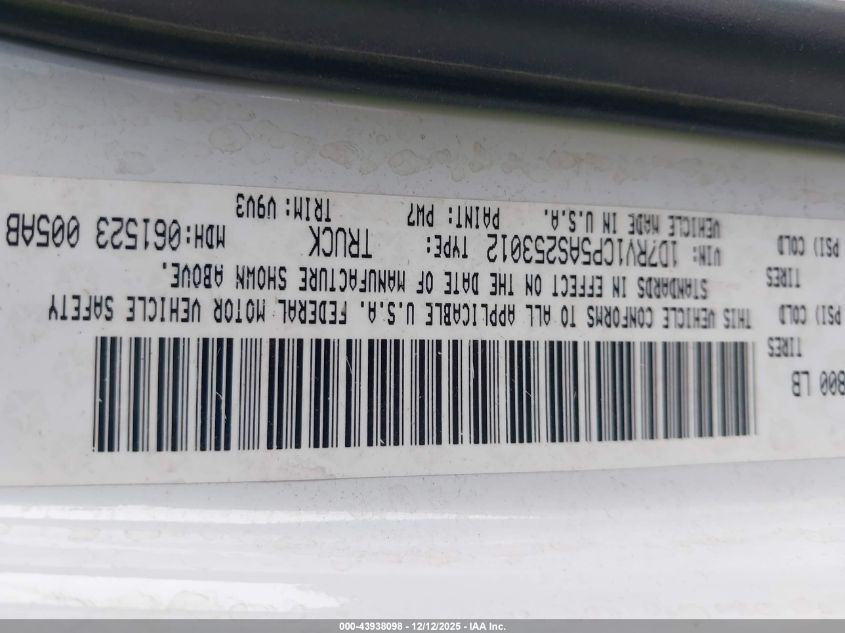 800 LB
TIRES
PSI) COLD
TIRES
PSI) COLD
THIS VEHICLE CONFORMS TO ALL APPLICABLE U.S.A. FEDERAL MOTOR VEHICLE SAFETY
STANDARDS IN EFFECT ON THE DATE OF MANUFACTURE SHOWN ABOVE.
VIN: 1D7RV1CP5AS253012 TYPE: TRUCK MDH:061523 005AB
VEHICLE MADE IN U.S.A. PAINT: PW7 TRIM: V9V3
000-43938098 - 12/12/2025 - IAA Inc.